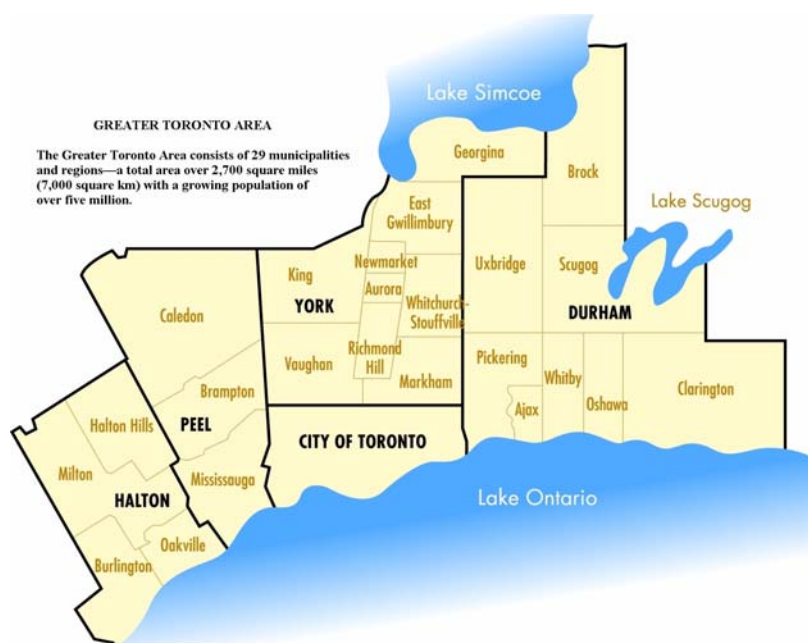 Lake Simcoe
GREATER TORONTO AREA
The Greater Toronto Area consists of 29 municipalities
and regions—a total area over 2,700 square miles
(7,000 square km) with a growing population of
over five million.
Georgina
Brock
East
Gwillimbury
Lake Scugog
Newmarket
Uxbridge
Scugog
King
Aurora
YORK
Whitchurch-
Stouffville
DURHAM
Caledon
Vaughan
Richmond
Hill
Markham
Pickering
Whitby
Ajax
Oshawa
Clarington
Brampton
Halton Hills
PEEL
CITY OF TORONTO
Milton
Mississauga
HALTON
Lake Ontario
Oakville
Burlington